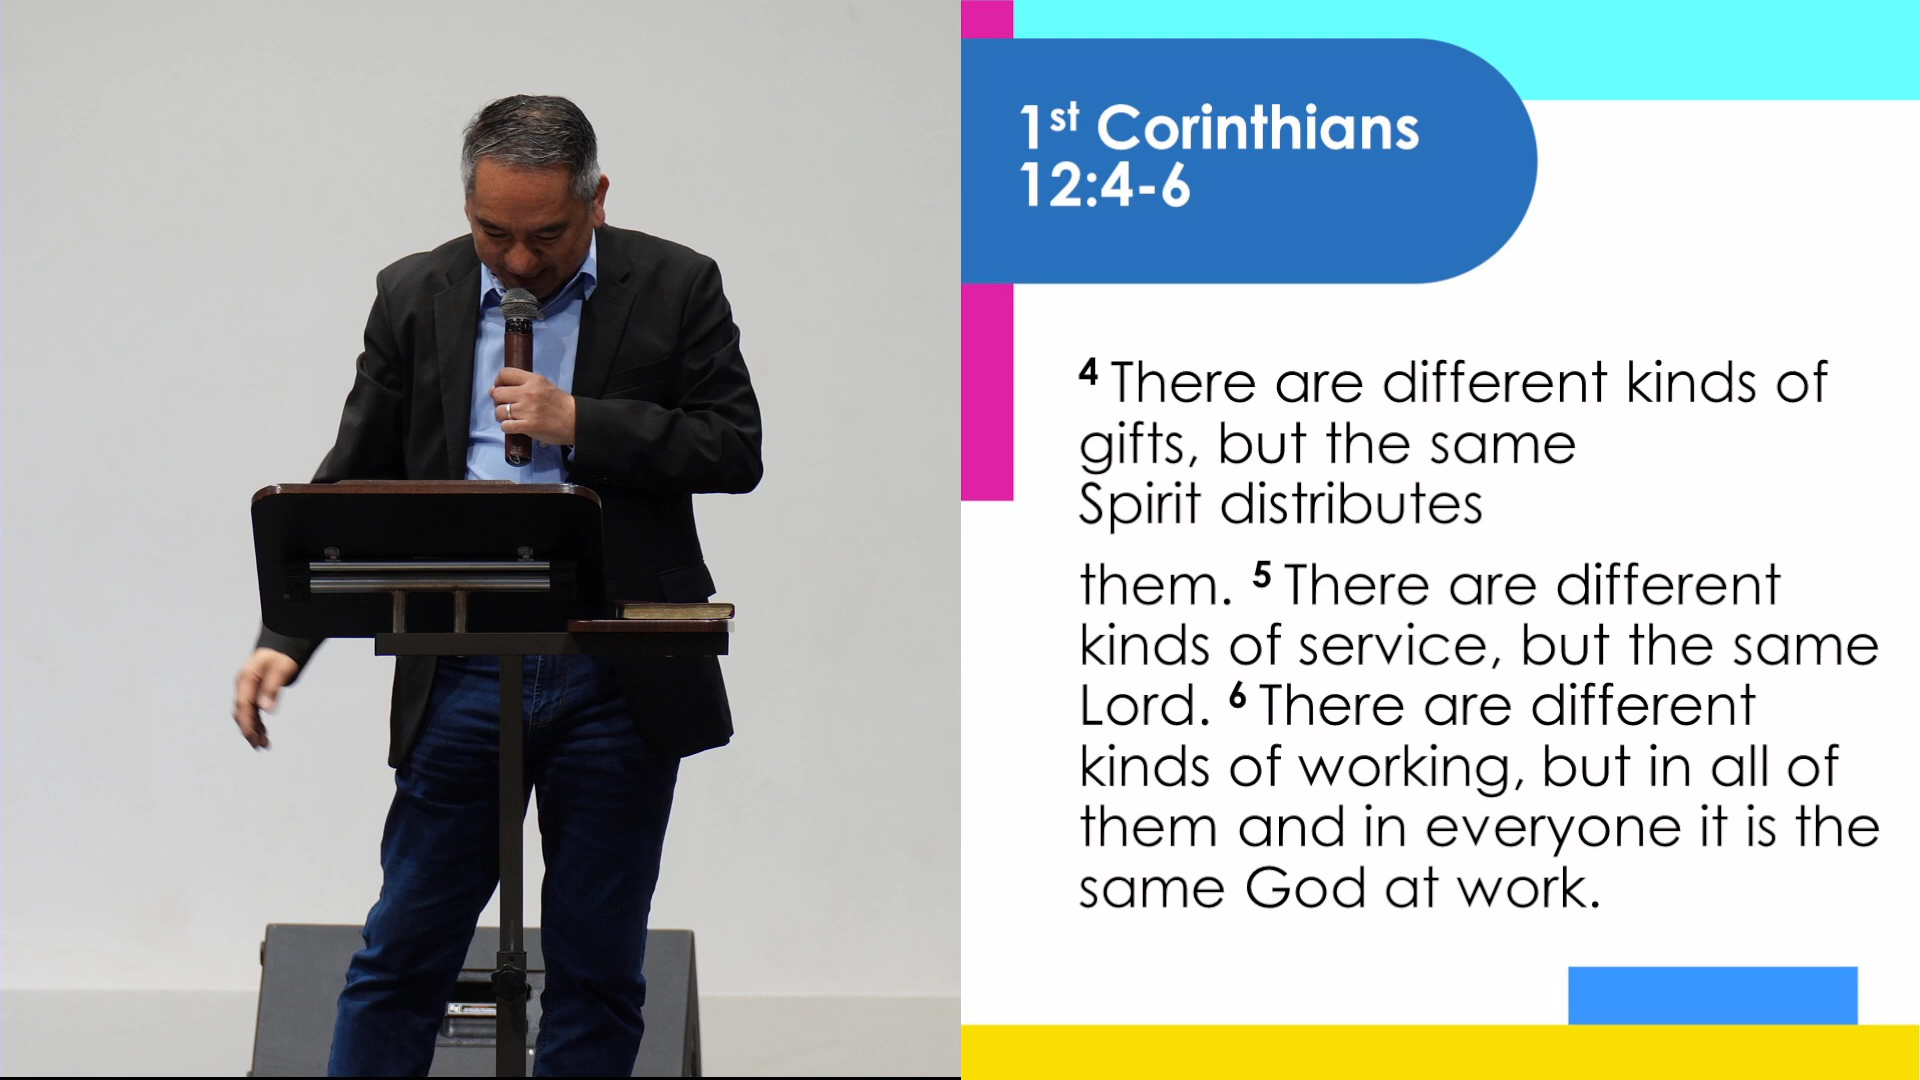 1st Corinthians
12:4-6
4 There are different kinds of
gifts, but the same
Spirit distributes
them. 5 There are different
kinds of service, but the same
Lord. 6 There are different
kinds of working, but in all of
them and in everyone it is the
same God at work.